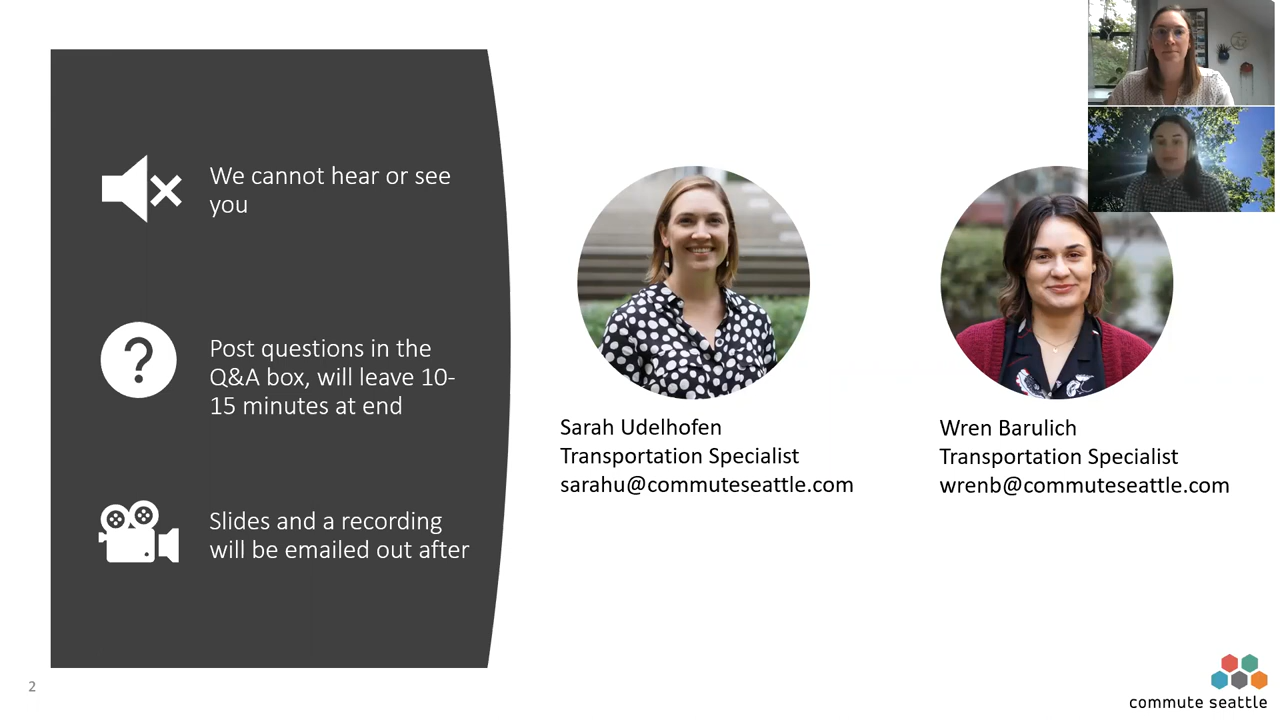 We cannot hear or see
you
Post questions in the
Q&A box, will leave 10-
15 minutes at end
Slides and a recording
will be emailed out after
Sarah Udelhofen
Transportation Specialist
sarahu@commuteseattle.com
Wren Barulich
Transportation Specialist
wrenb@commuteseattle.com
2
commute seattle